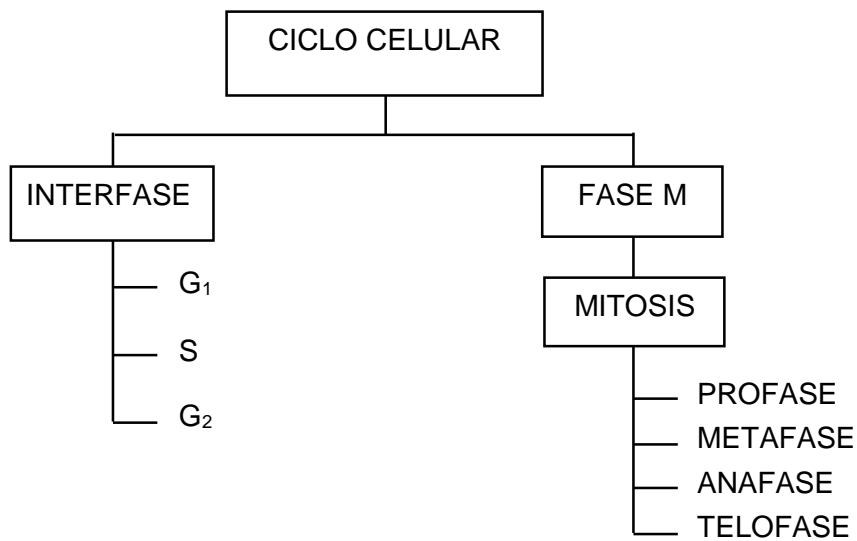 CICLO CELULAR
INTERFASE
G₁
S
G₂
FASE M
MITOSIS
PROFASE
METAFASE
ANAFASE
TELOFASE